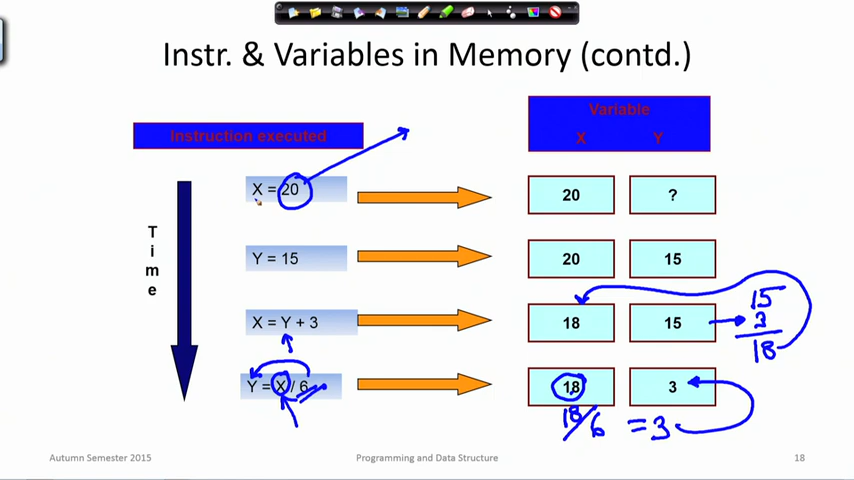 Instr. & Variables in Memory (contd.)
Instruction executed
Variable
X Y
Time
X = 20
20 ?
Y = 15
20 15
X = Y + 3
18 15
15
3
18
Y = X / 6
18 3
18/6 = 3
Autumn Semester 2015
Programming and Data Structure
18